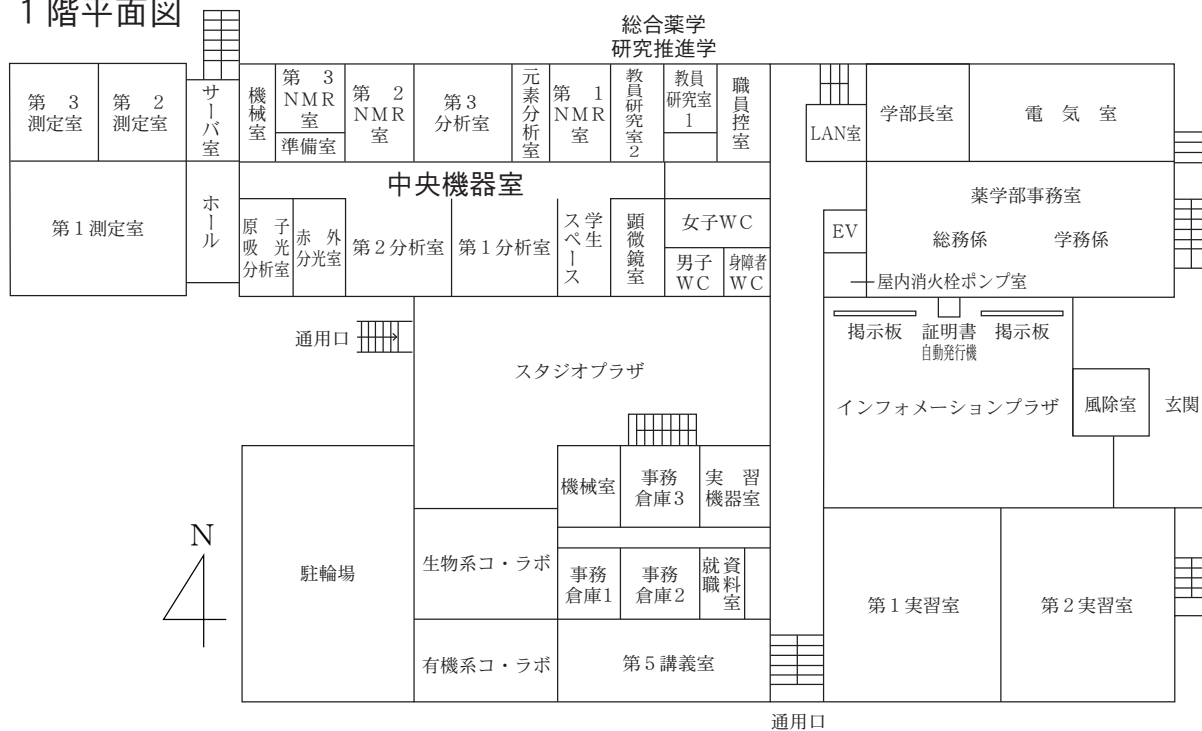 1階平面図
総合薬学
研究推進学
第 3
測定室
第 2
測定室
サーバ室
機械室
第 3
NMR
室
準備室
第 2
NMR
室
第3
分析室
元素分析室
第 1
NMR
室
教員研究室2
教員
研究室
1
職員控室
LAN室
学部長室
電 気 室
中央機器室
第1測定室
ホール
原 子
吸 光
分析室
赤 外
分光室
第2分析室
第1分析室
学生
スペース
顕微鏡室
女子WC
男子
WC
身障者
WC
EV
薬学部事務室
総務係
学務係
屋内消火栓ポンプ室
通用口
掲示板
証明書
自動発行機
掲示板
スタジオプラザ
インフォメーションプラザ
風除室
玄関
機械室
事務
倉庫3
実 習
機器室
N
駐輪場
生物系コ・ラボ
事務
倉庫1
事務
倉庫2
就職
資料室
第1実習室
第2実習室
有機系コ・ラボ
第5講義室
通用口